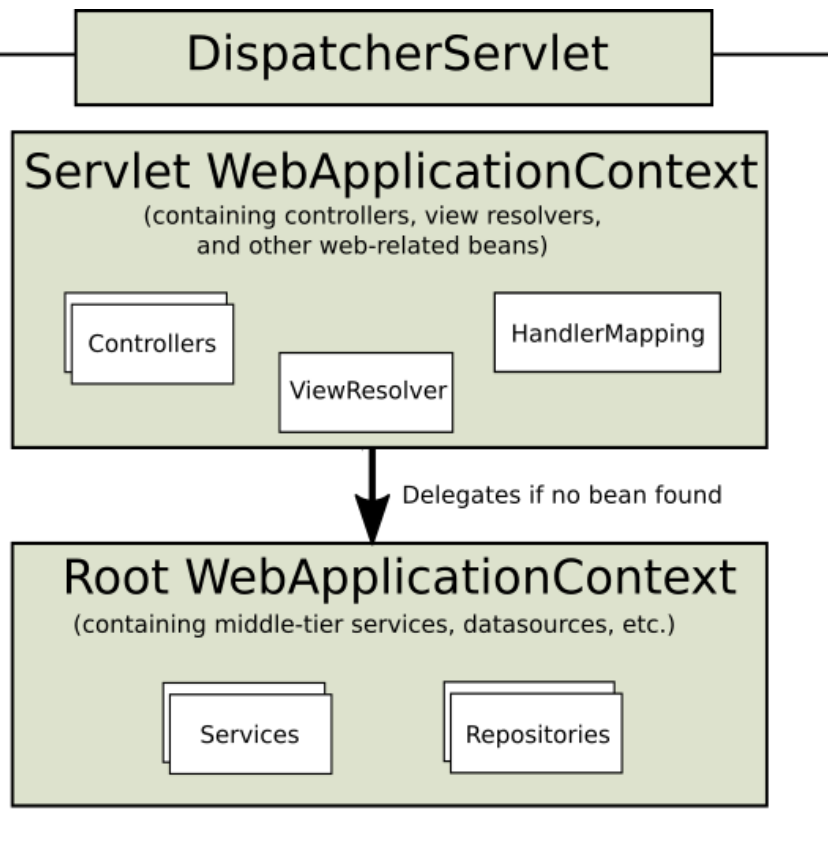 DispatcherServlet
Servlet WebApplicationContext
(containing controllers, view resolvers,
and other web-related beans)
Controllers
HandlerMapping
ViewResolver
Delegates if no bean found
Root WebApplicationContext
(containing middle-tier services, datasources, etc.)
Services
Repositories